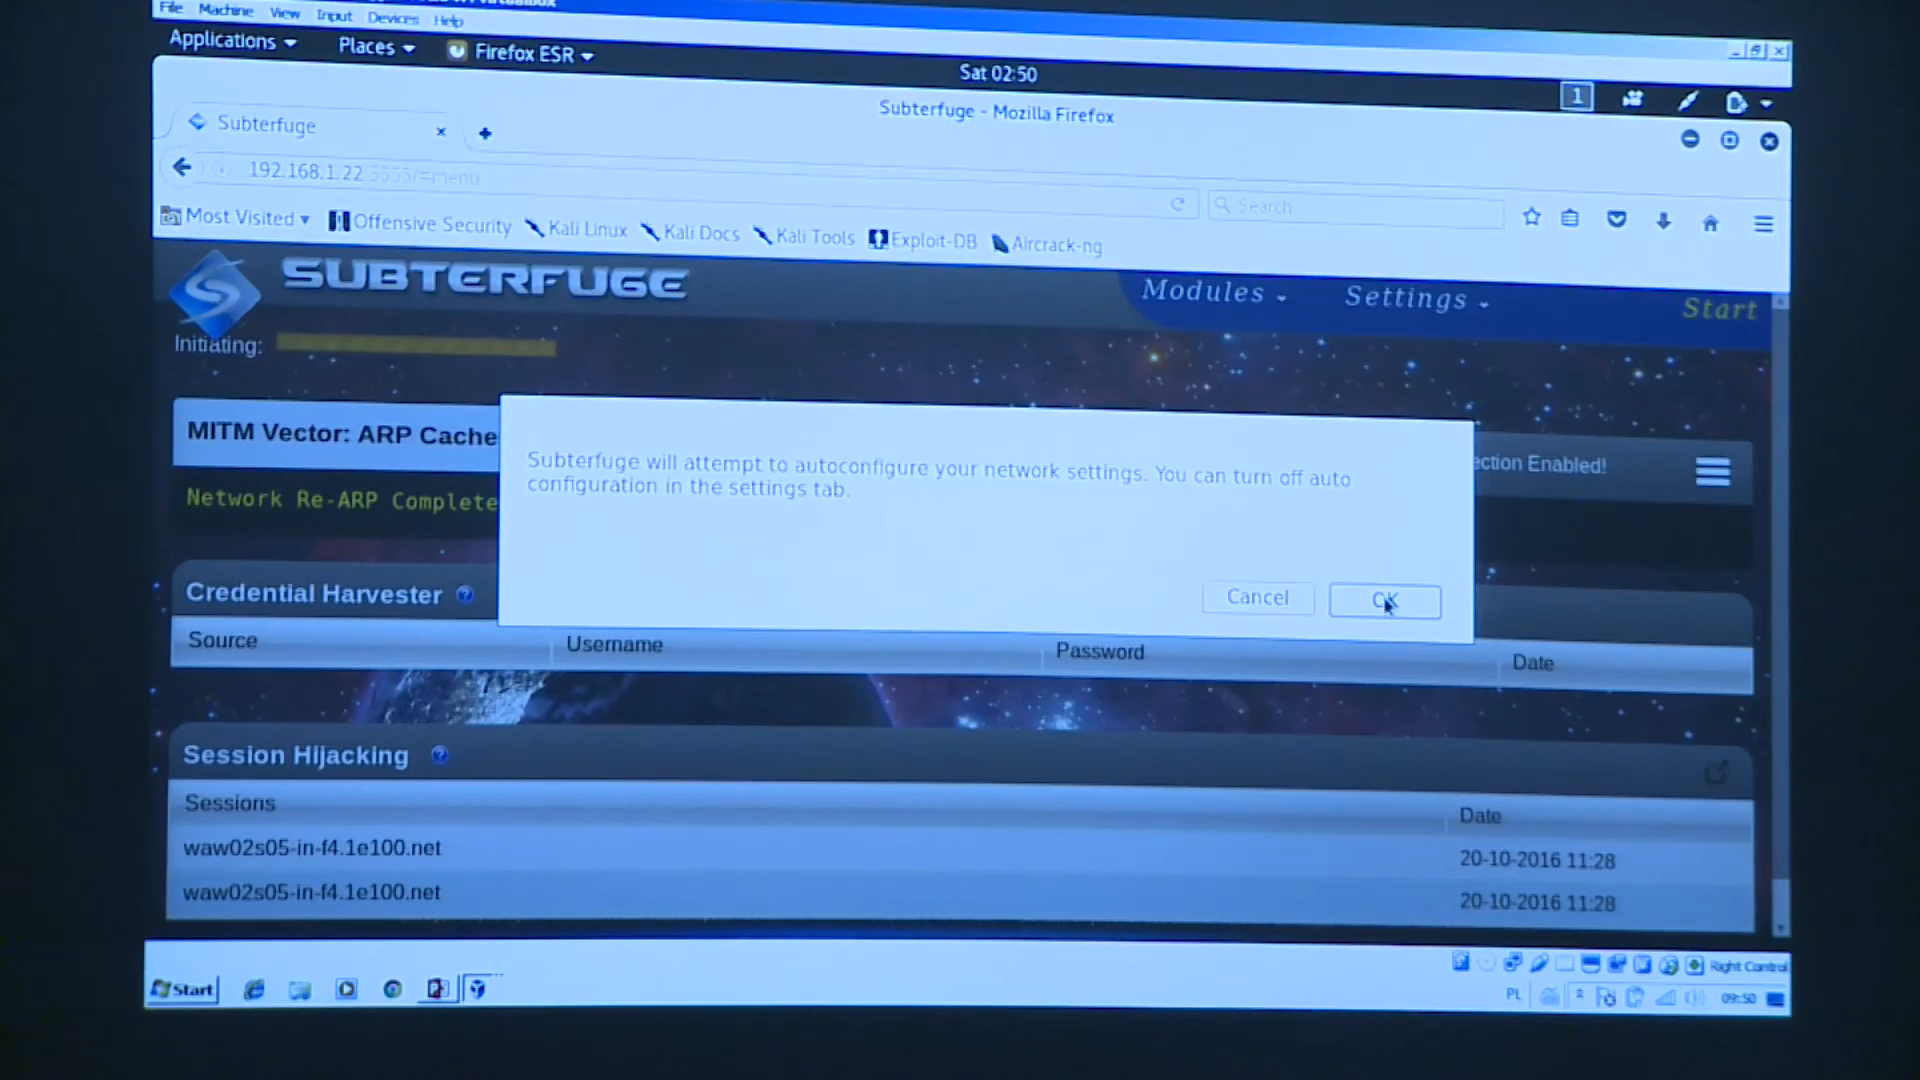 File Machine View Input Devices Help
Applications Places Firefox ESR
Sat 02:50
1
Subterfuge - Mozilla Firefox
Subterfuge
192.168.1.22
Search
Most Visited Offensive Security Kali Linux Kali Docs Kali Tools Exploit-DB Aircrack-ng
SUBTERFUGE
Modules Settings Start
Initiating:
MITM Vector: ARP Cache
ection Enabled!
Network Re-ARP Complete
Subterfuge will attempt to autoconfigure your network settings. You can turn off auto
configuration in the settings tab.
Cancel OK
Credential Harvester ?
Source Username Password Date
Session Hijacking ?
Sessions Date
waw02s05-in-f4.1e100.net 20-10-2016 11:28
waw02s05-in-f4.1e100.net 20-10-2016 11:28
Right Control
Start
PL 09:50